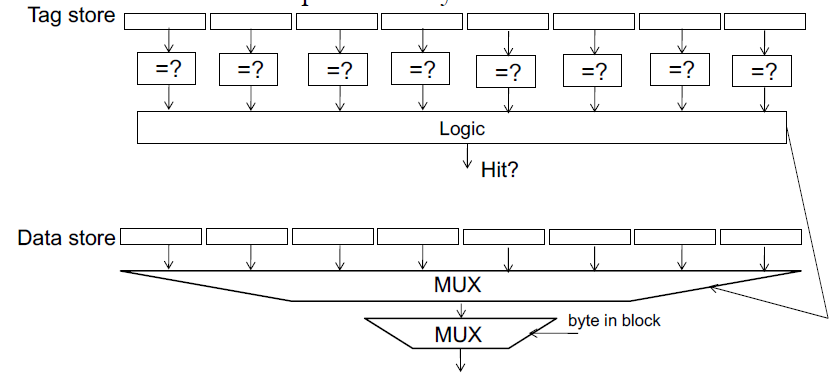 Tag store
=? =? =? =? =? =? =? =?
Logic
Hit?
Data store
MUX
byte in block
MUX